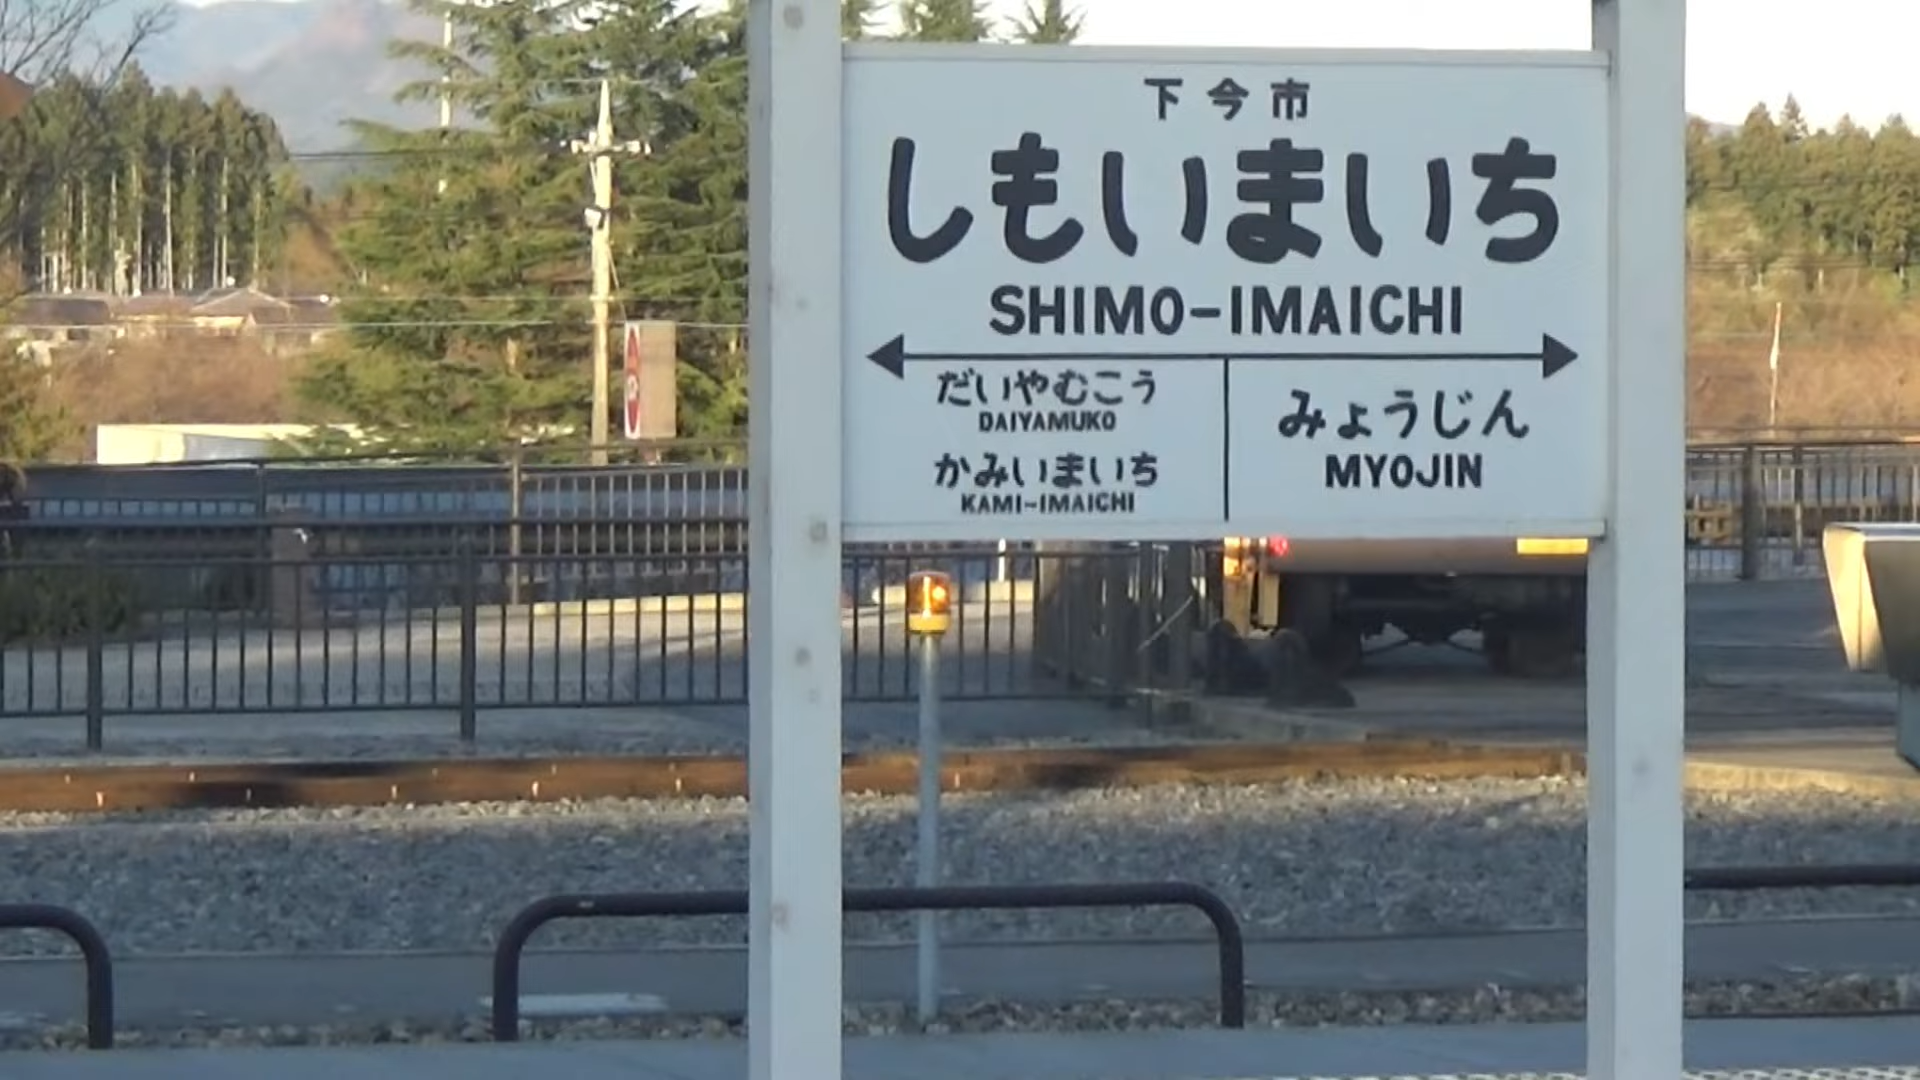 下今市
しもいまいち
SHIMO-IMAICHI
だいやむこう
DAIYAMUKO
かみいまいち
KAMI-IMAICHI
みょうじん
MYOJIN